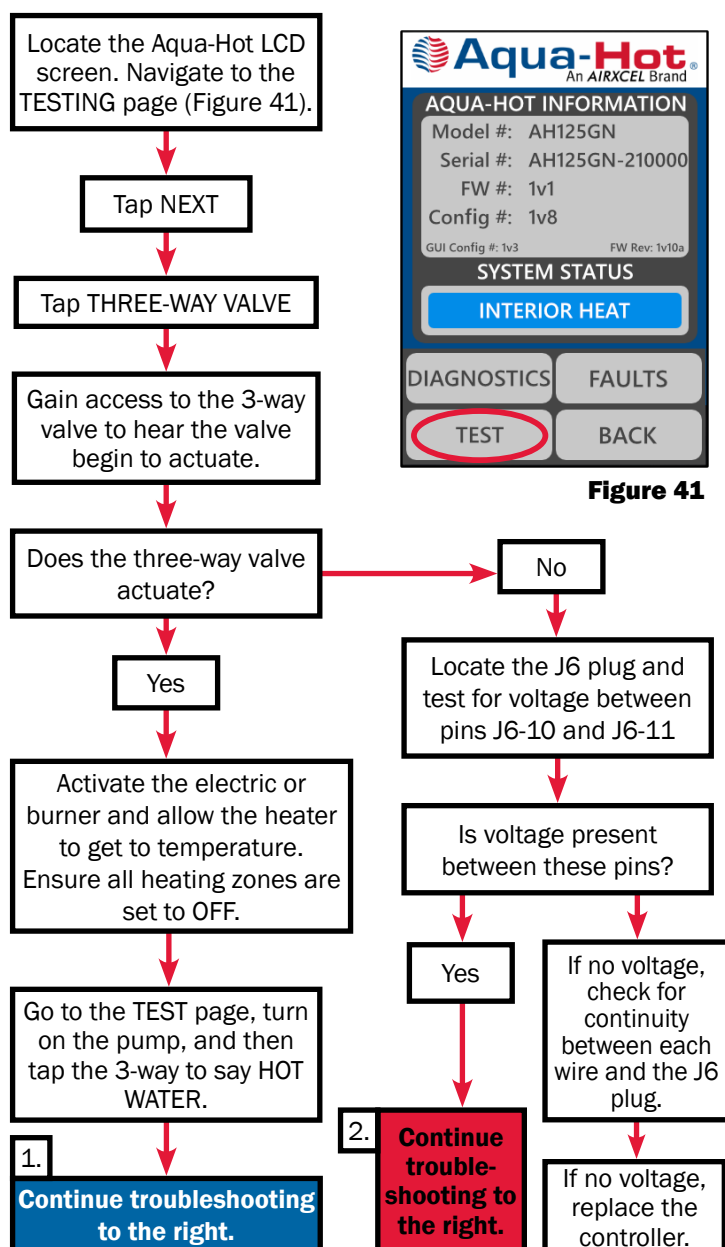 Locate the Aqua-Hot LCD
screen. Navigate to the
TESTING page (Figure 41).
Tap NEXT
Tap THREE-WAY VALVE
Gain access to the 3-way
valve to hear the valve
begin to actuate.
Aqua-Hot®
An AIRXCEL Brand
AQUA-HOT INFORMATION
Model #: AH125GN
Serial #: AH125GN-210000
FW #: 1v1
Config #: 1v8
GUI Config #: 1v3 FW Rev: 1v10a
SYSTEM STATUS
INTERIOR HEAT
DIAGNOSTICS FAULTS
TEST BACK
Figure 41
Does the three-way valve
actuate?
No
Yes
Locate the J6 plug and
test for voltage between
pins J6-10 and J6-11
Activate the electric or
burner and allow the heater
to get to temperature.
Ensure all heating zones are
set to OFF.
Is voltage present
between these pins?
Yes
If no voltage,
check for
continuity
between each
wire and the J6
plug.
Go to the TEST page, turn
on the pump, and then
tap the 3-way to say HOT
WATER.
1.
Continue troubleshooting
to the right.
2.
Continue
trouble-
shooting to
the right.
If no voltage,
replace the
controller.